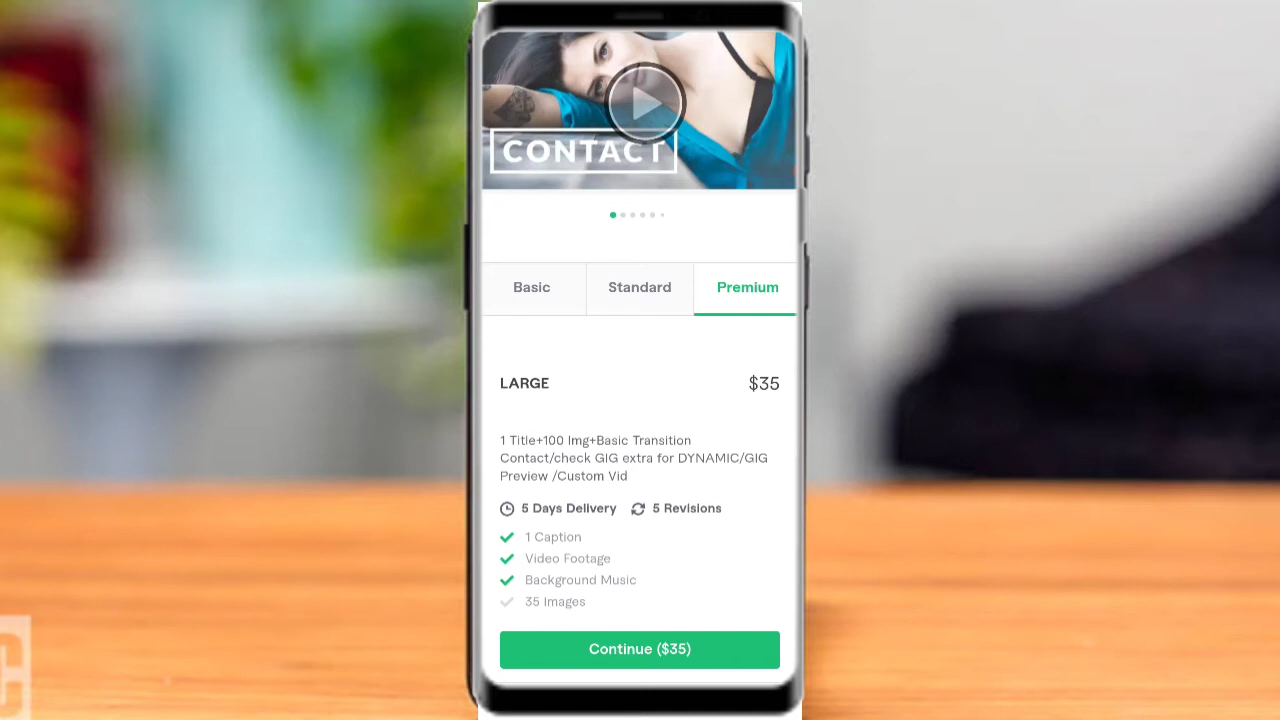 CONTACT
Basic
Standard
Premium
LARGE
$35
1 Title+100 Img+Basic Transition
Contact/check GIG extra for DYNAMIC/GIG
Preview /Custom Vid
5 Days Delivery
5 Revisions
1 Caption
Video Footage
Background Music
35 Images
Continue ($35)